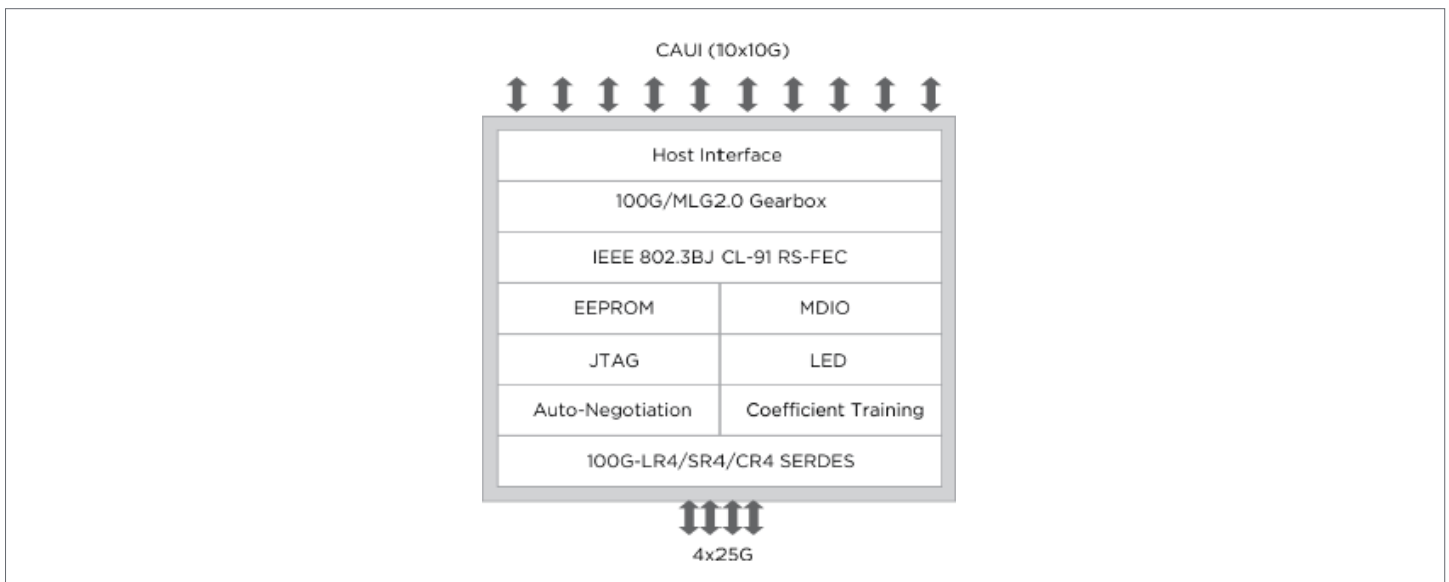 CAUI (10x10G)
Host Interface
100G/MLG2.0 Gearbox
IEEE 802.3BJ CL-91 RS-FEC
EEPROM
MDIO
JTAG
LED
Auto-Negotiation
Coefficient Training
100G-LR4/SR4/CR4 SERDES
4x25G